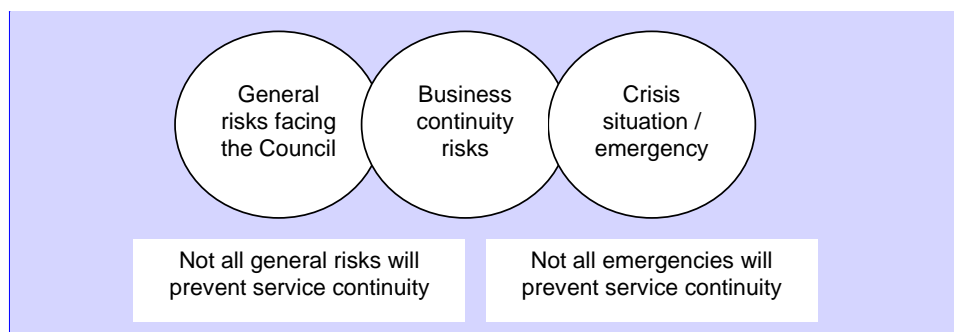 General
risks facing
the Council
Business
continuity
risks
Crisis
situation /
emergency
Not all general risks will
prevent service continuity
Not all emergencies will
prevent service continuity